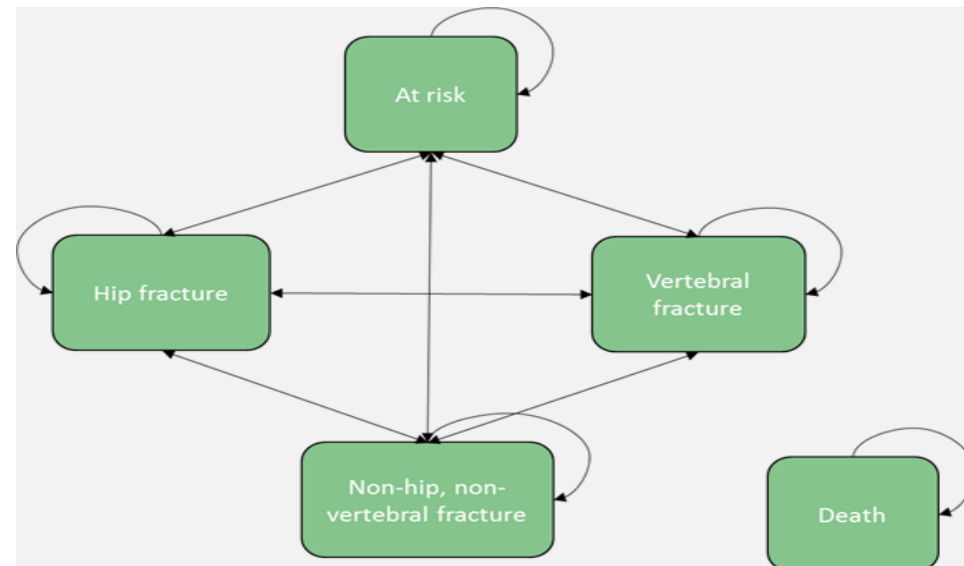 At risk
Hip fracture
Vertebral
fracture
Non-hip, non-
vertebral fracture
Death